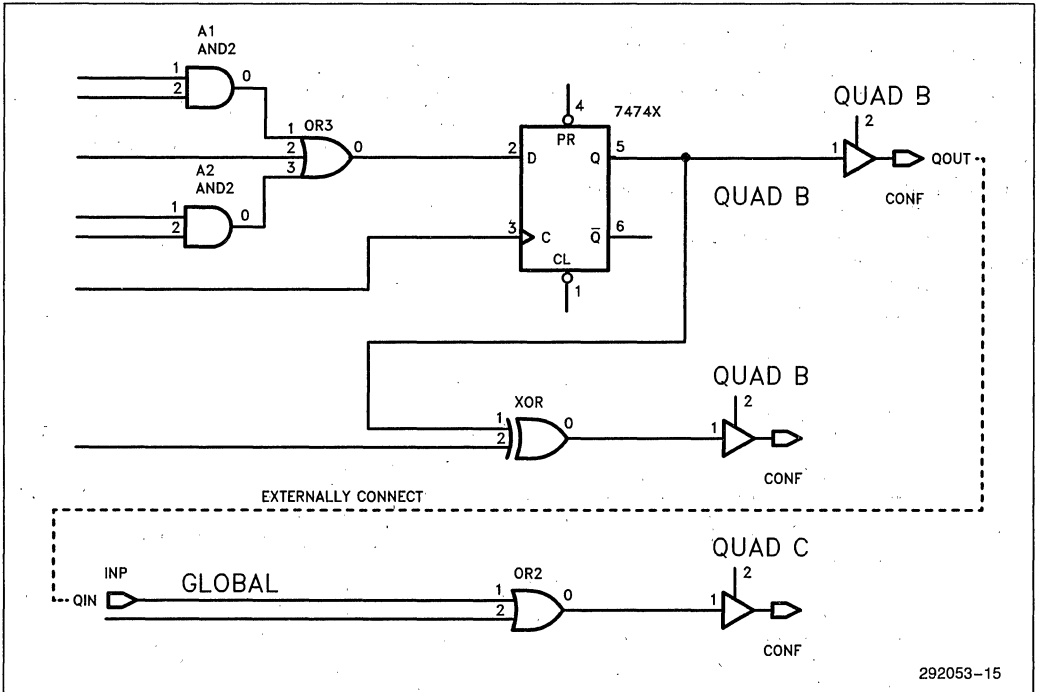 A1
AND2
1
2
0
OR3
1
2
3
0
A2
AND2
1
2
0
4
7474X
PR
2
D
Q
5
3
C
Q̅
6
CL
1
QUAD B
2
1
QOUT
CONF
QUAD B
QUAD B
2
XOR
1
2
0
1
CONF
EXTERNALLY CONNECT
QUAD C
2
INP
QIN
GLOBAL
OR2
1
2
0
1
CONF
292053-15